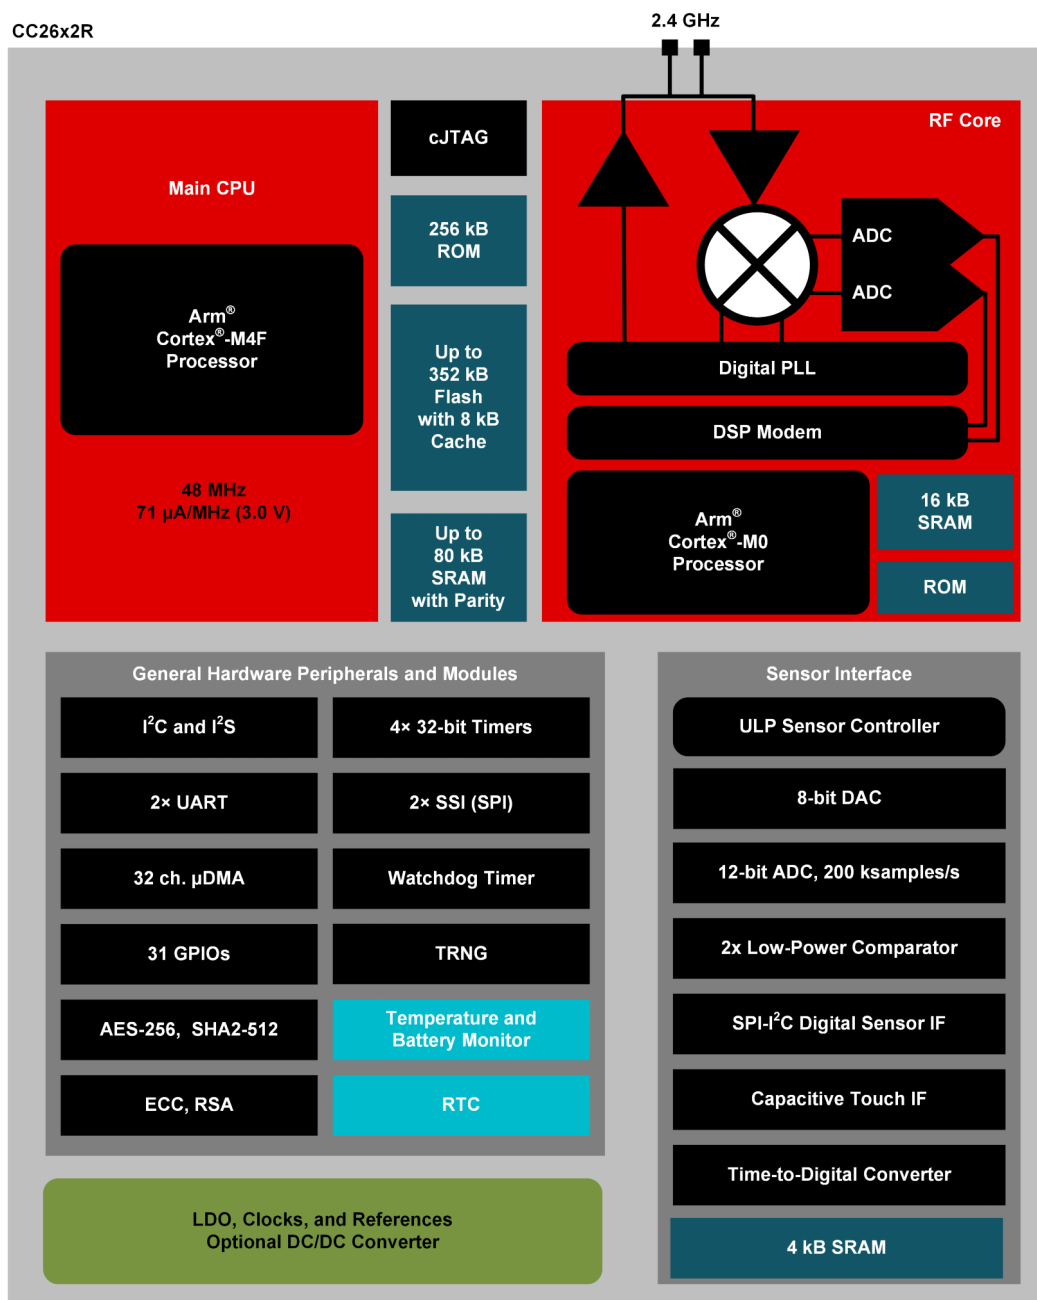 CC26x2R
2.4 GHz
Main CPU
Arm®
Cortex®-M4F
Processor
48 MHz
71 µA/MHz (3.0 V)
cJTAG
256 kB
ROM
Up to
352 kB
Flash
with 8 kB
Cache
Up to
80 kB
SRAM
with Parity
RF Core
ADC
ADC
Digital PLL
DSP Modem
Arm®
Cortex®-M0
Processor
16 kB
SRAM
ROM
General Hardware Peripherals and Modules
I²C and I²S
4× 32-bit Timers
2× UART
2× SSI (SPI)
32 ch. µDMA
Watchdog Timer
31 GPIOs
TRNG
AES-256, SHA2-512
Temperature and
Battery Monitor
ECC, RSA
RTC
LDO, Clocks, and References
Optional DC/DC Converter
Sensor Interface
ULP Sensor Controller
8-bit DAC
12-bit ADC, 200 ksamples/s
2x Low-Power Comparator
SPI-I²C Digital Sensor IF
Capacitive Touch IF
Time-to-Digital Converter
4 kB SRAM